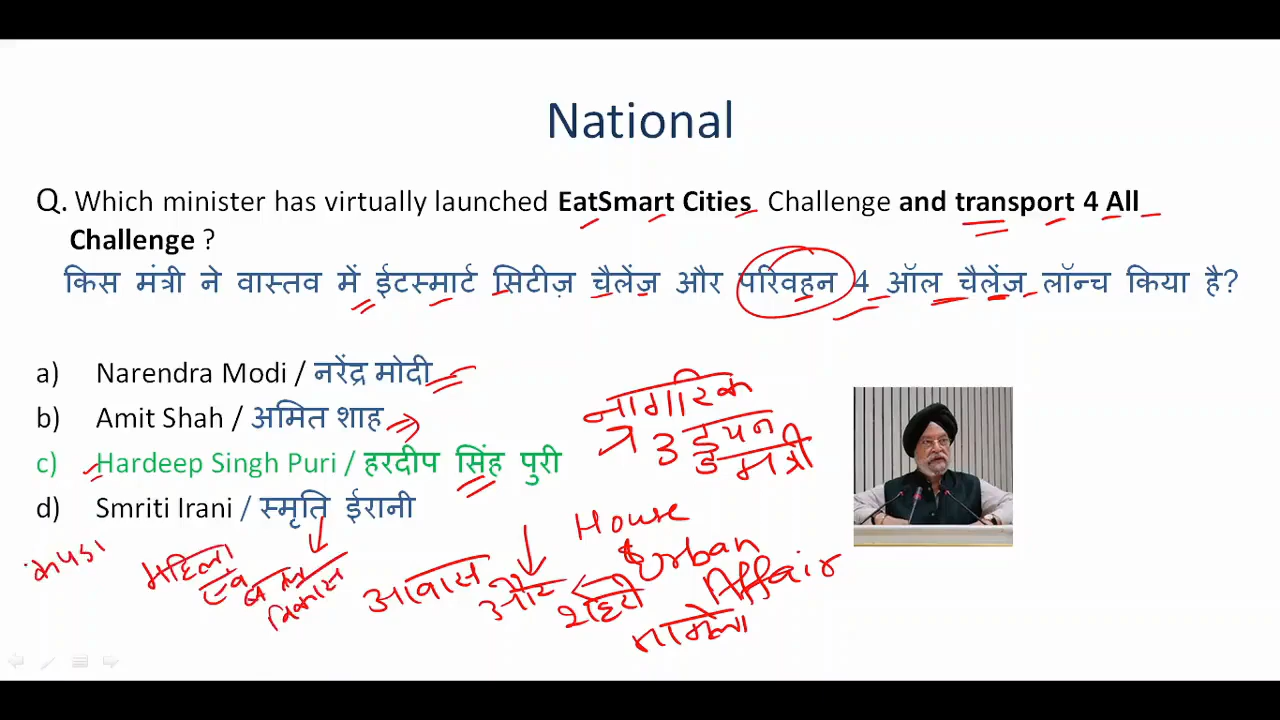 National
Q. Which minister has virtually launched EatSmart Cities Challenge and transport 4 All
Challenge ?
किस मंत्री ने वास्तव में ईटस्मार्ट सिटीज़ चैलेंज़ और परिवहन 4 ऑल चैलेंज़ लॉन्च किया है?
a) Narendra Modi / नरेंद्र मोदी
b) Amit Shah / अमित शाह
c) Hardeep Singh Puri / हरदीप सिंह पुरी
d) Smriti Irani / स्मृति ईरानी
नागरिक
उड्डयन
मंत्री
House
Urban
Affair
आवास और शहरी
मामला
महिला
एवं
विकास